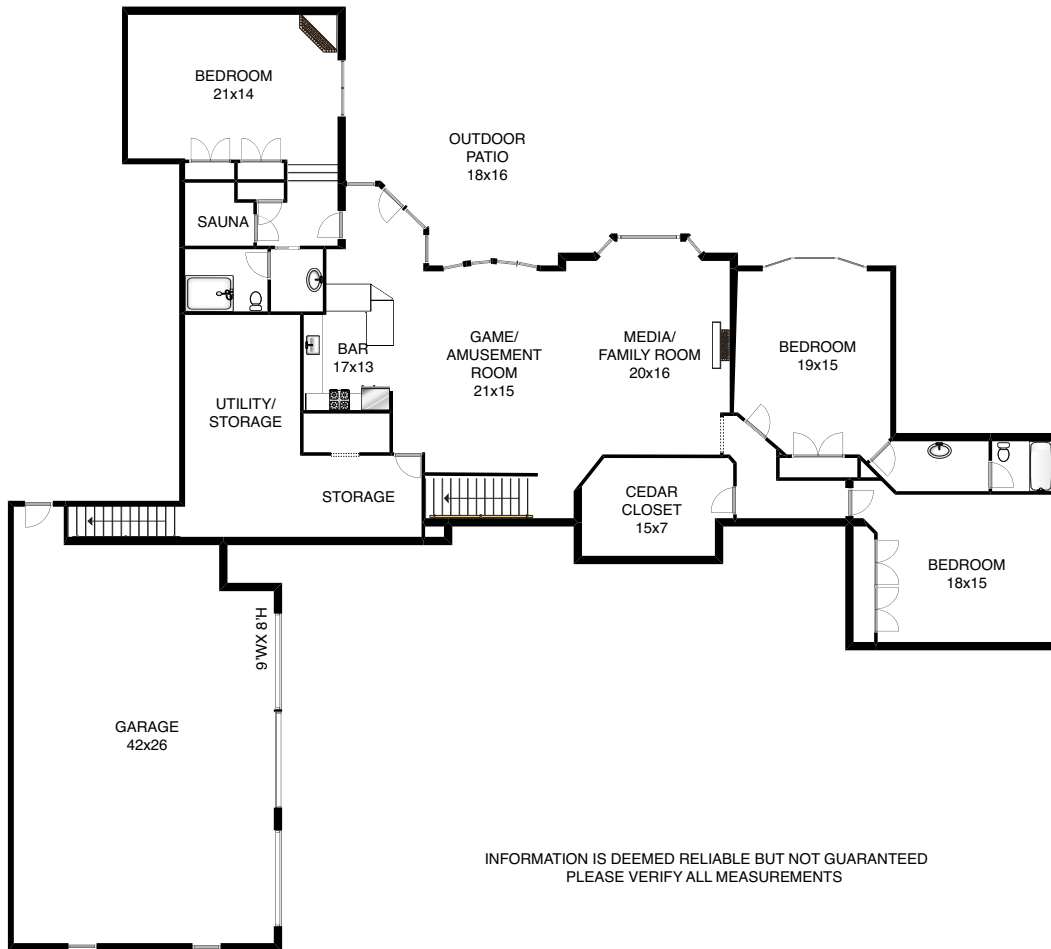 BEDROOM
21x14
OUTDOOR
PATIO
18x16
SAUNA
BAR
17x13
GAME/
AMUSEMENT
ROOM
21x15
MEDIA/
FAMILY ROOM
20x16
BEDROOM
19x15
UTILITY/
STORAGE
STORAGE
CEDAR
CLOSET
15x7
BEDROOM
18x15
9'WX 8'H
GARAGE
42x26
INFORMATION IS DEEMED RELIABLE BUT NOT GUARANTEED
PLEASE VERIFY ALL MEASUREMENTS